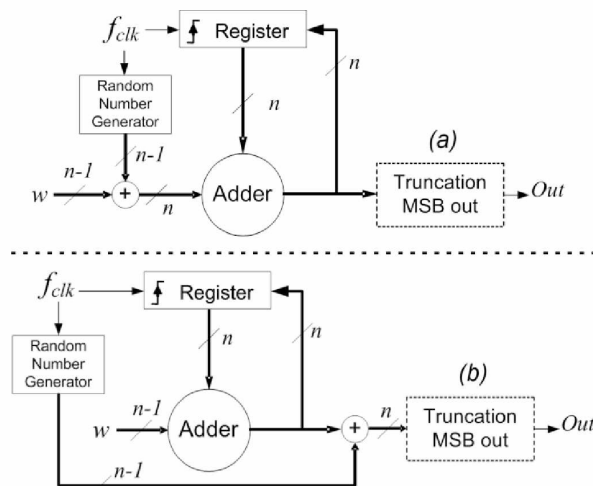 f_clk
Register
n
Random
Number
Generator
n
n-1
(a)
w
n-1
+
n
Adder
Truncation
MSB out
Out
f_clk
Register
Random
Number
Generator
n
n
(b)
w
n-1
Adder
+
n
Truncation
MSB out
Out
n-1